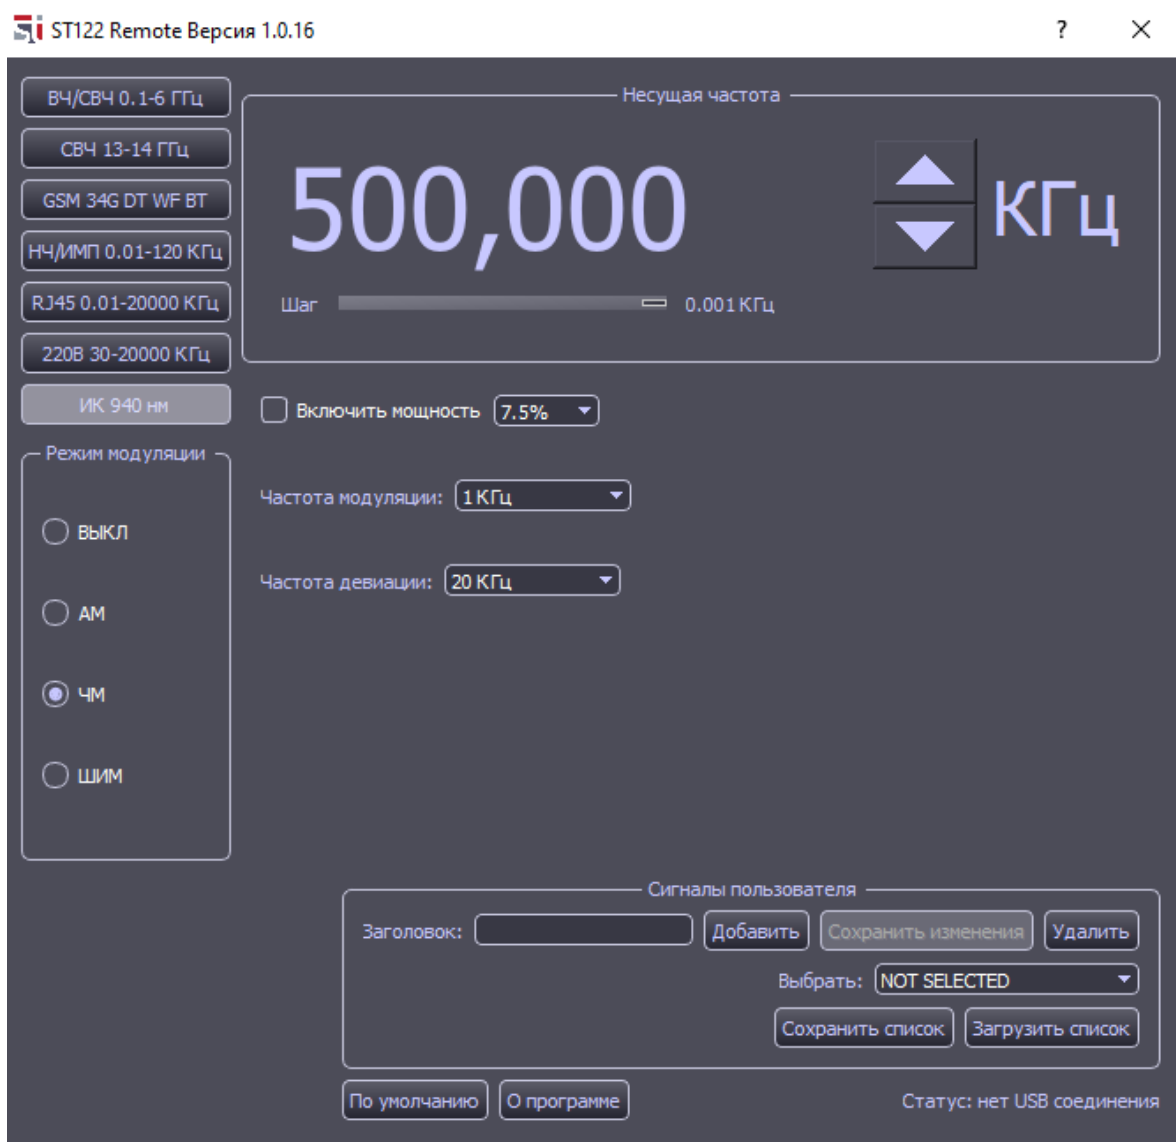 ST122 Remote Версия 1.0.16
?
ВЧ/СВЧ 0.1-6 ГГц
СВЧ 13-14 ГГц
GSM 34G DT WF BT
НЧ/ИМП 0.01-120 КГц
RJ45 0.01-20000 КГц
220В 30-20000 КГц
ИК 940 нм
Несущая частота
500,000
КГц
Шаг
0.001 КГц
Включить мощность
7.5%
Частота модуляции:
1 КГц
Частота девиации:
20 КГц
Режим модуляции
ВЫКЛ
АМ
ЧМ
ШИМ
Сигналы пользователя
Заголовок:
Добавить
Сохранить изменения
Удалить
Выбрать:
NOT SELECTED
Сохранить список
Загрузить список
По умолчанию
О программе
Статус: нет USB соединения